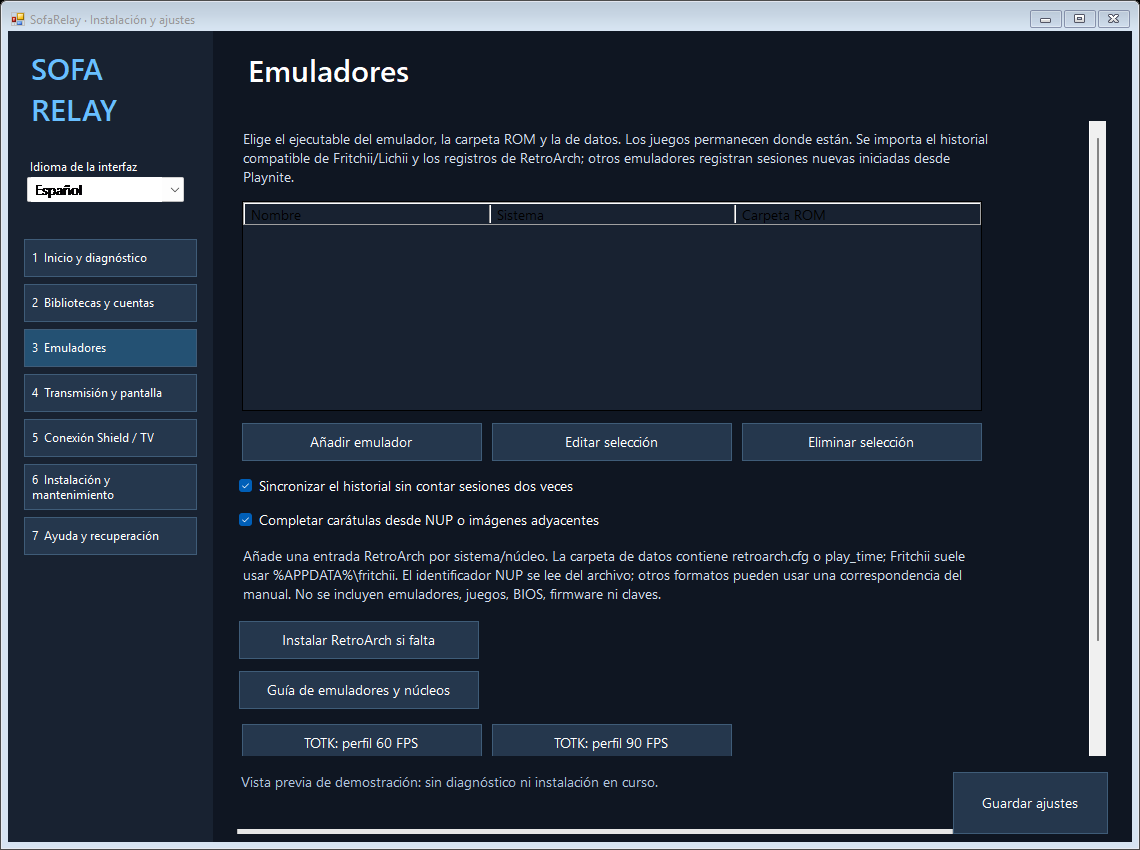 SofaRelay · Instalación y ajustes
SOFA
RELAY
Idioma de la interfaz
Español
1 Inicio y diagnóstico
2 Bibliotecas y cuentas
3 Emuladores
4 Transmisión y pantalla
5 Conexión Shield / TV
6 Instalación y
mantenimiento
7 Ayuda y recuperación
Emuladores
Elige el ejecutable del emulador, la carpeta ROM y la de datos. Los juegos permanecen donde están. Se importa el historial
compatible de Fritchii/Lichii y los registros de RetroArch; otros emuladores registran sesiones nuevas iniciadas desde
Playnite.
Nombre Sistema Carpeta ROM
Añadir emulador Editar selección Eliminar selección
Sincronizar el historial sin contar sesiones dos veces
Completar carátulas desde NUP o imágenes adyacentes
Añade una entrada RetroArch por sistema/núcleo. La carpeta de datos contiene retroarch.cfg o play_time; Fritchii suele
usar %APPDATA%\fritchii. El identificador NUP se lee del archivo; otros formatos pueden usar una correspondencia del
manual. No se incluyen emuladores, juegos, BIOS, firmware ni claves.
Instalar RetroArch si falta
Guía de emuladores y núcleos
TOTK: perfil 60 FPS TOTK: perfil 90 FPS
Vista previa de demostración: sin diagnóstico ni instalación en curso.
Guardar ajustes